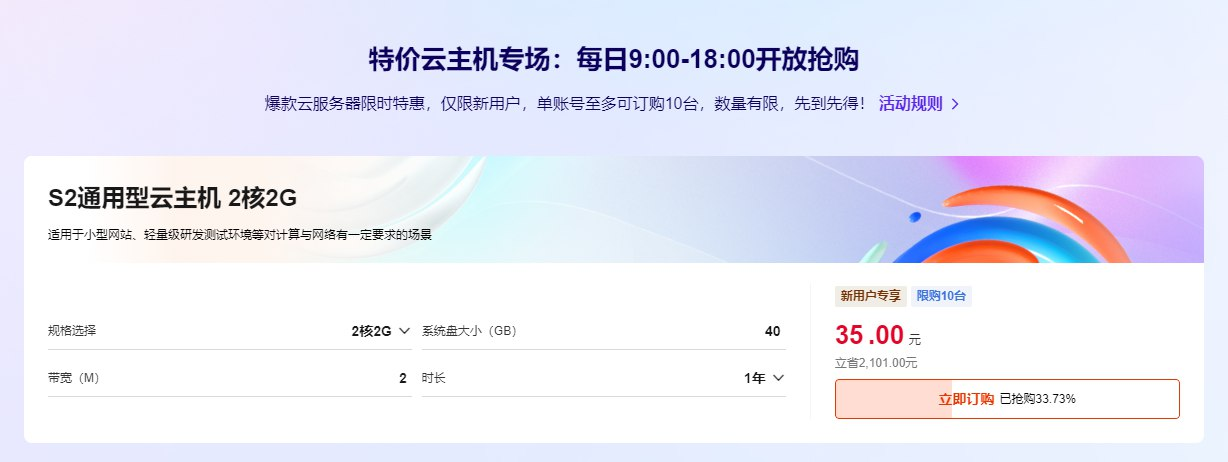 特价云主机专场：每日9:00-18:00开放抢购
爆款云服务器限时特惠，仅限新用户，单账号至多可订购10台，数量有限，先到先得！ 活动规则
S2通用型云主机 2核2G
适用于小型网站、轻量级研发测试环境等对计算与网络有一定要求的场景
新用户专享 限购10台
规格选择 2核2G 系统盘大小（GB） 40
35.00 元
立省2,101.00元
带宽（M） 2 时长 1年
立即订购 已抢购33.73%